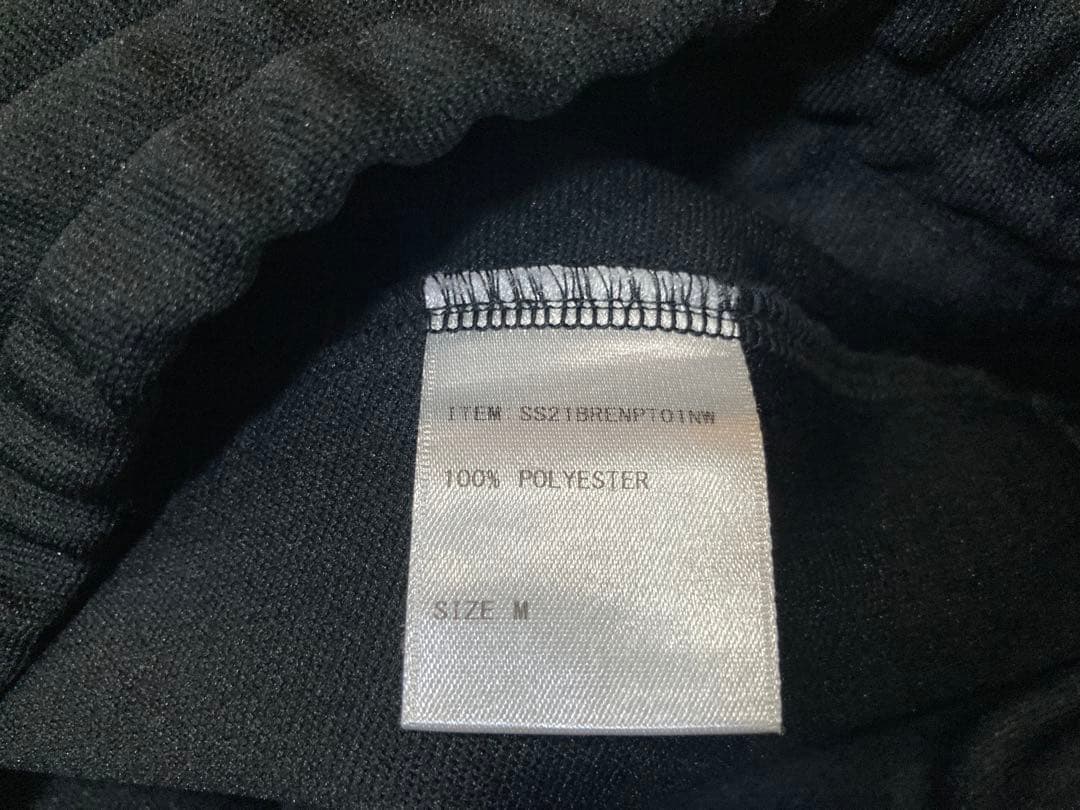 ITEM SS21BRENPT01NW
100% POLYESTER
SIZE M